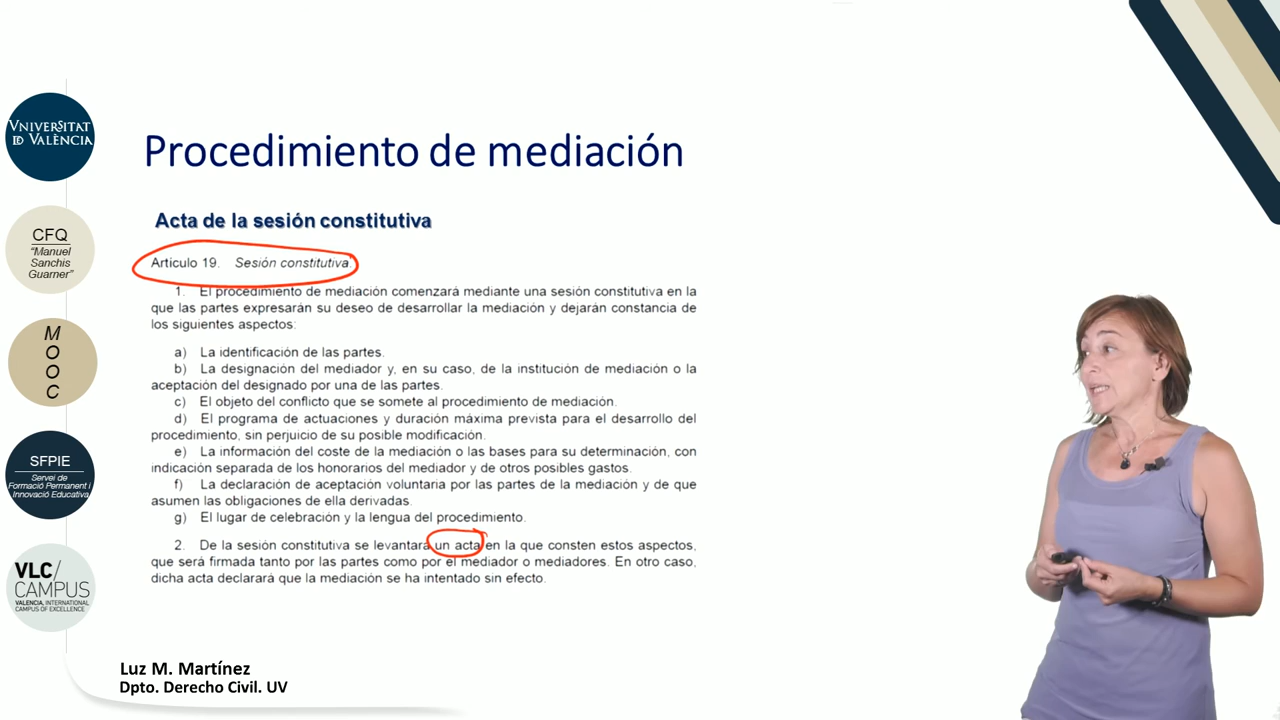 VNIVERSITAT
ID VALÈNCIA
CFQ
"Manuel
Sanchis
Guarner"
M
O
O
C
SFPIE
Servei de
Formació Permanent i
Innovació Educativa
VLC/
CAMPUS
VALENCIA, INTERNATIONAL
CAMPUS OF EXCELLENCE
Procedimiento de mediación
Acta de la sesión constitutiva
Articulo 19. Sesión constitutiva.
1. El procedimiento de mediación comenzará mediante una sesión constitutiva en la
que las partes expresarán su deseo de desarrollar la mediación y dejarán constancia de
los siguientes aspectos:
a) La identificación de las partes.
b) La designación del mediador y, en su caso, de la institución de mediación o la
aceptación del designado por una de las partes.
c) El objeto del conflicto que se somete al procedimiento de mediación.
d) El programa de actuaciones y duración máxima prevista para el desarrollo del
procedimiento, sin perjuicio de su posible modificación.
e) La información del coste de la mediación o las bases para su determinación, con
indicación separada de los honorarios del mediador y de otros posibles gastos.
f) La declaración de aceptación voluntaria por las partes de la mediación y de que
asumen las obligaciones de ella derivadas.
g) El lugar de celebración y la lengua del procedimiento.
2. De la sesión constitutiva se levantará un acta en la que consten estos aspectos,
que será firmada tanto por las partes como por el mediador o mediadores. En otro caso,
dicha acta declarará que la mediación se ha intentado sin efecto.
Luz M. Martínez
Dpto. Derecho Civil. UV